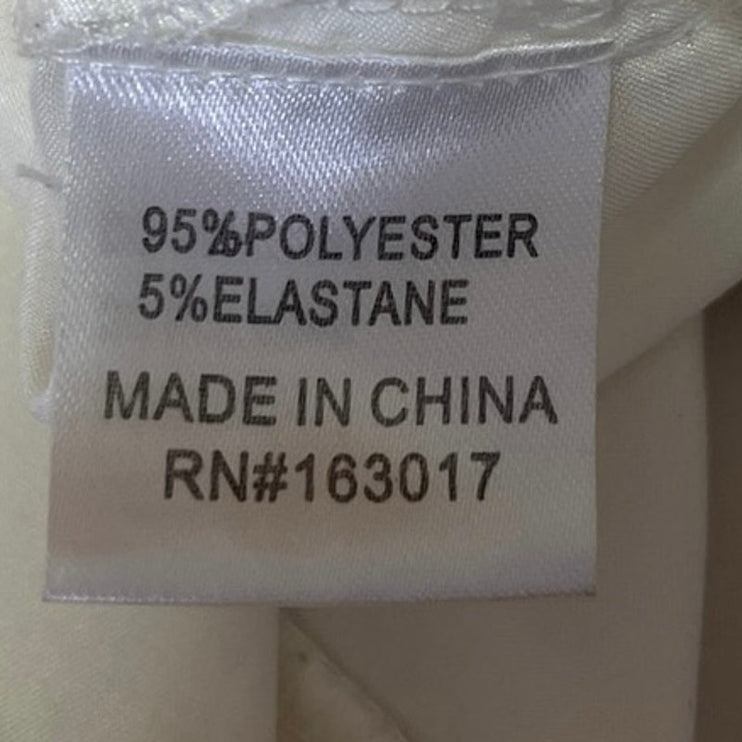 95%POLYESTER
5%ELASTANE
MADE IN CHINA
RN#163017